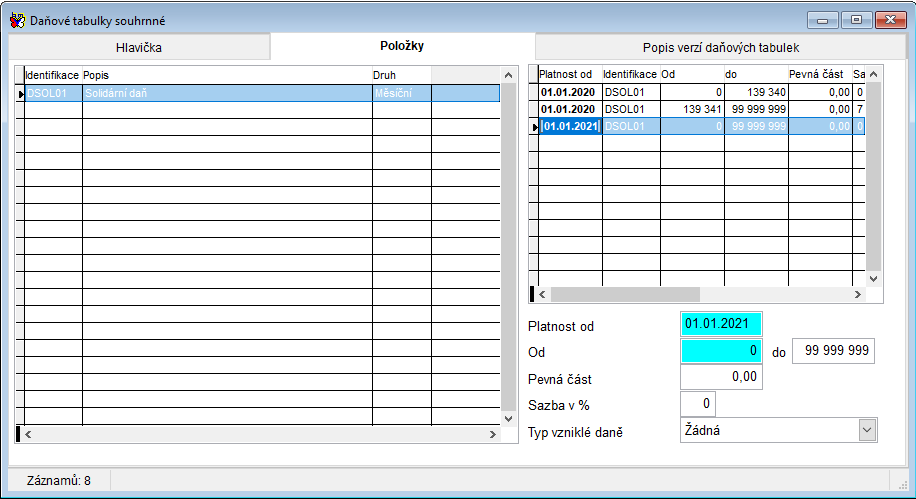 Daňové tabulky souhrnné
Hlavička Položky Popis verzí daňových tabulek
Identifikace Popis Druh
DSOL01 Solidární daň Měsíční
Platnost od Identifikace Od do Pevná část Sa
01.01.2020 DSOL01 0 139 340 0,00 0
01.01.2020 DSOL01 139 341 99 999 999 0,00 7
01.01.2021 DSOL01 0 99 999 999 0,00 0
Platnost od 01.01.2021
Od 0 do 99 999 999
Pevná část 0,00
Sazba v % 0
Typ vzniklé daně Žádná
Záznamů: 8